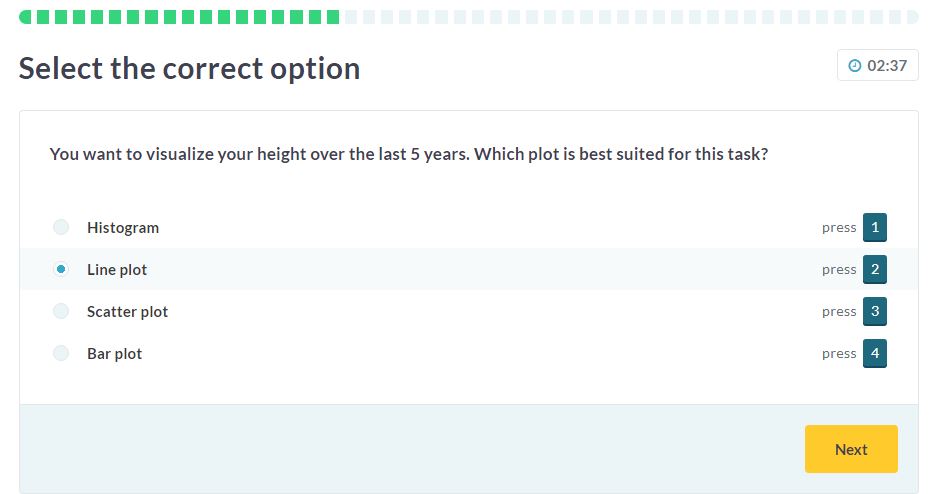 Select the correct option
02:37
You want to visualize your height over the last 5 years. Which plot is best suited for this task?
Histogram press 1
Line plot press 2
Scatter plot press 3
Bar plot press 4
Next